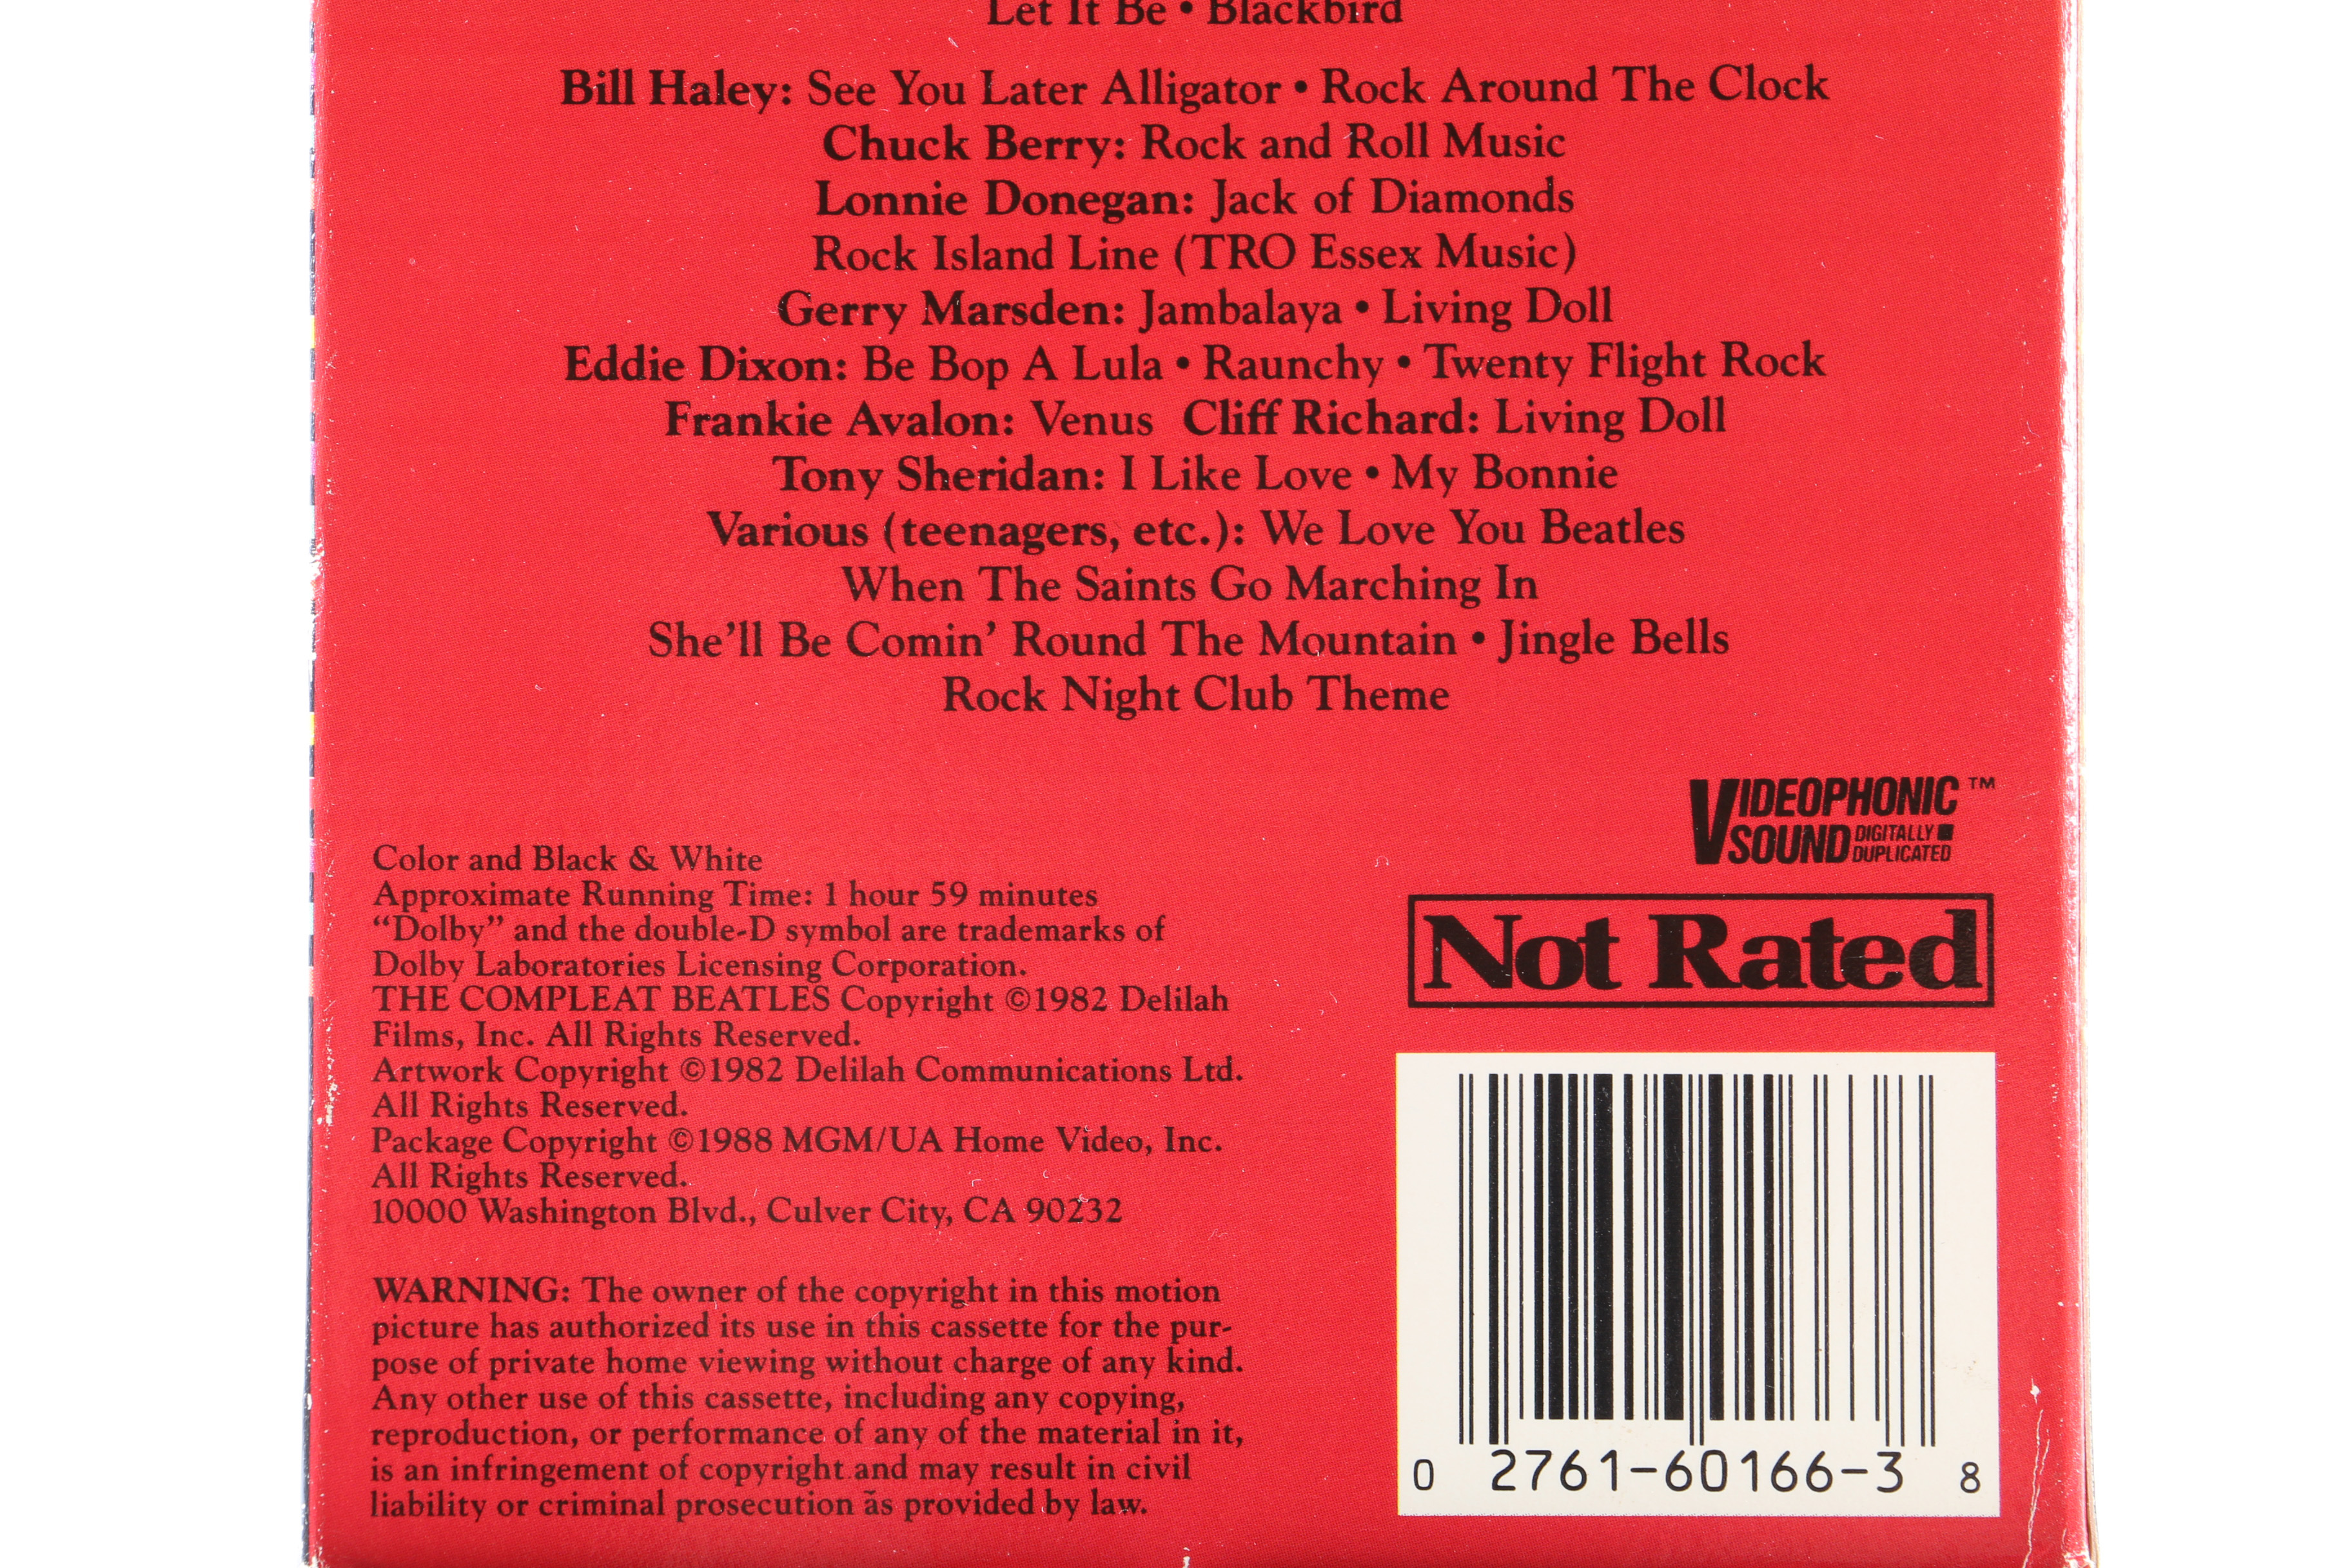 Let It Be • Blackbird
Bill Haley: See You Later Alligator • Rock Around The Clock
Chuck Berry: Rock and Roll Music
Lonnie Donegan: Jack of Diamonds
Rock Island Line (TRO Essex Music)
Gerry Marsden: Jambalaya • Living Doll
Eddie Dixon: Be Bop A Lula • Raunchy • Twenty Flight Rock
Frankie Avalon: Venus Cliff Richard: Living Doll
Tony Sheridan: I Like Love • My Bonnie
Various (teenagers, etc.): We Love You Beatles
When The Saints Go Marching In
She'll Be Comin' Round The Mountain • Jingle Bells
Rock Night Club Theme
VIDEOPHONIC ™
SOUND DIGITALLY
DUPLICATED
Color and Black & White
Approximate Running Time: 1 hour 59 minutes
“Dolby” and the double-D symbol are trademarks of
Dolby Laboratories Licensing Corporation.
THE COMPLEAT BEATLES Copyright ©1982 Delilah
Films, Inc. All Rights Reserved.
Artwork Copyright ©1982 Delilah Communications Ltd.
All Rights Reserved.
Package Copyright ©1988 MGM/UA Home Video, Inc.
All Rights Reserved.
10000 Washington Blvd., Culver City, CA 90232
Not Rated
WARNING: The owner of the copyright in this motion
picture has authorized its use in this cassette for the pur-
pose of private home viewing without charge of any kind.
Any other use of this cassette, including any copying,
reproduction, or performance of any of the material in it,
is an infringement of copyright and may result in civil
liability or criminal prosecution as provided by law.
0 2761-60166-3 8